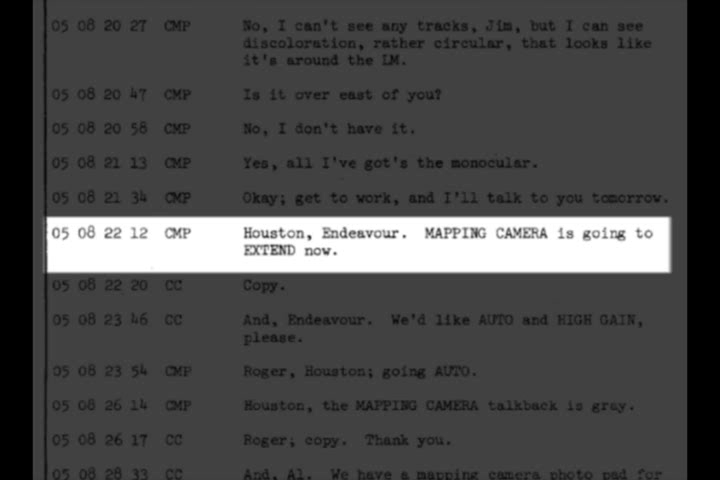 05 08 20 27 CMP No, I can't see any tracks, Jim, but I can see
discoloration, rather circular, that looks like
it's around the LM.
05 08 20 47 CMP Is it over east of you?
05 08 20 58 CMP No, I don't have it.
05 08 21 13 CMP Yes, all I've got's the monocular.
05 08 21 34 CMP Okay; get to work, and I'll talk to you tomorrow.
05 08 22 12 CMP Houston, Endeavour. MAPPING CAMERA is going to
EXTEND now.
05 08 22 20 CC Copy.
05 08 23 46 CC And, Endeavour. We'd like AUTO and HIGH GAIN,
please.
05 08 23 54 CMP Roger, Houston; going AUTO.
05 08 26 14 CMP Houston, the MAPPING CAMERA talkback is gray.
05 08 26 17 CC Roger; copy. Thank you.
05 08 28 33 CC And, Al. We have a mapping camera photo pad for